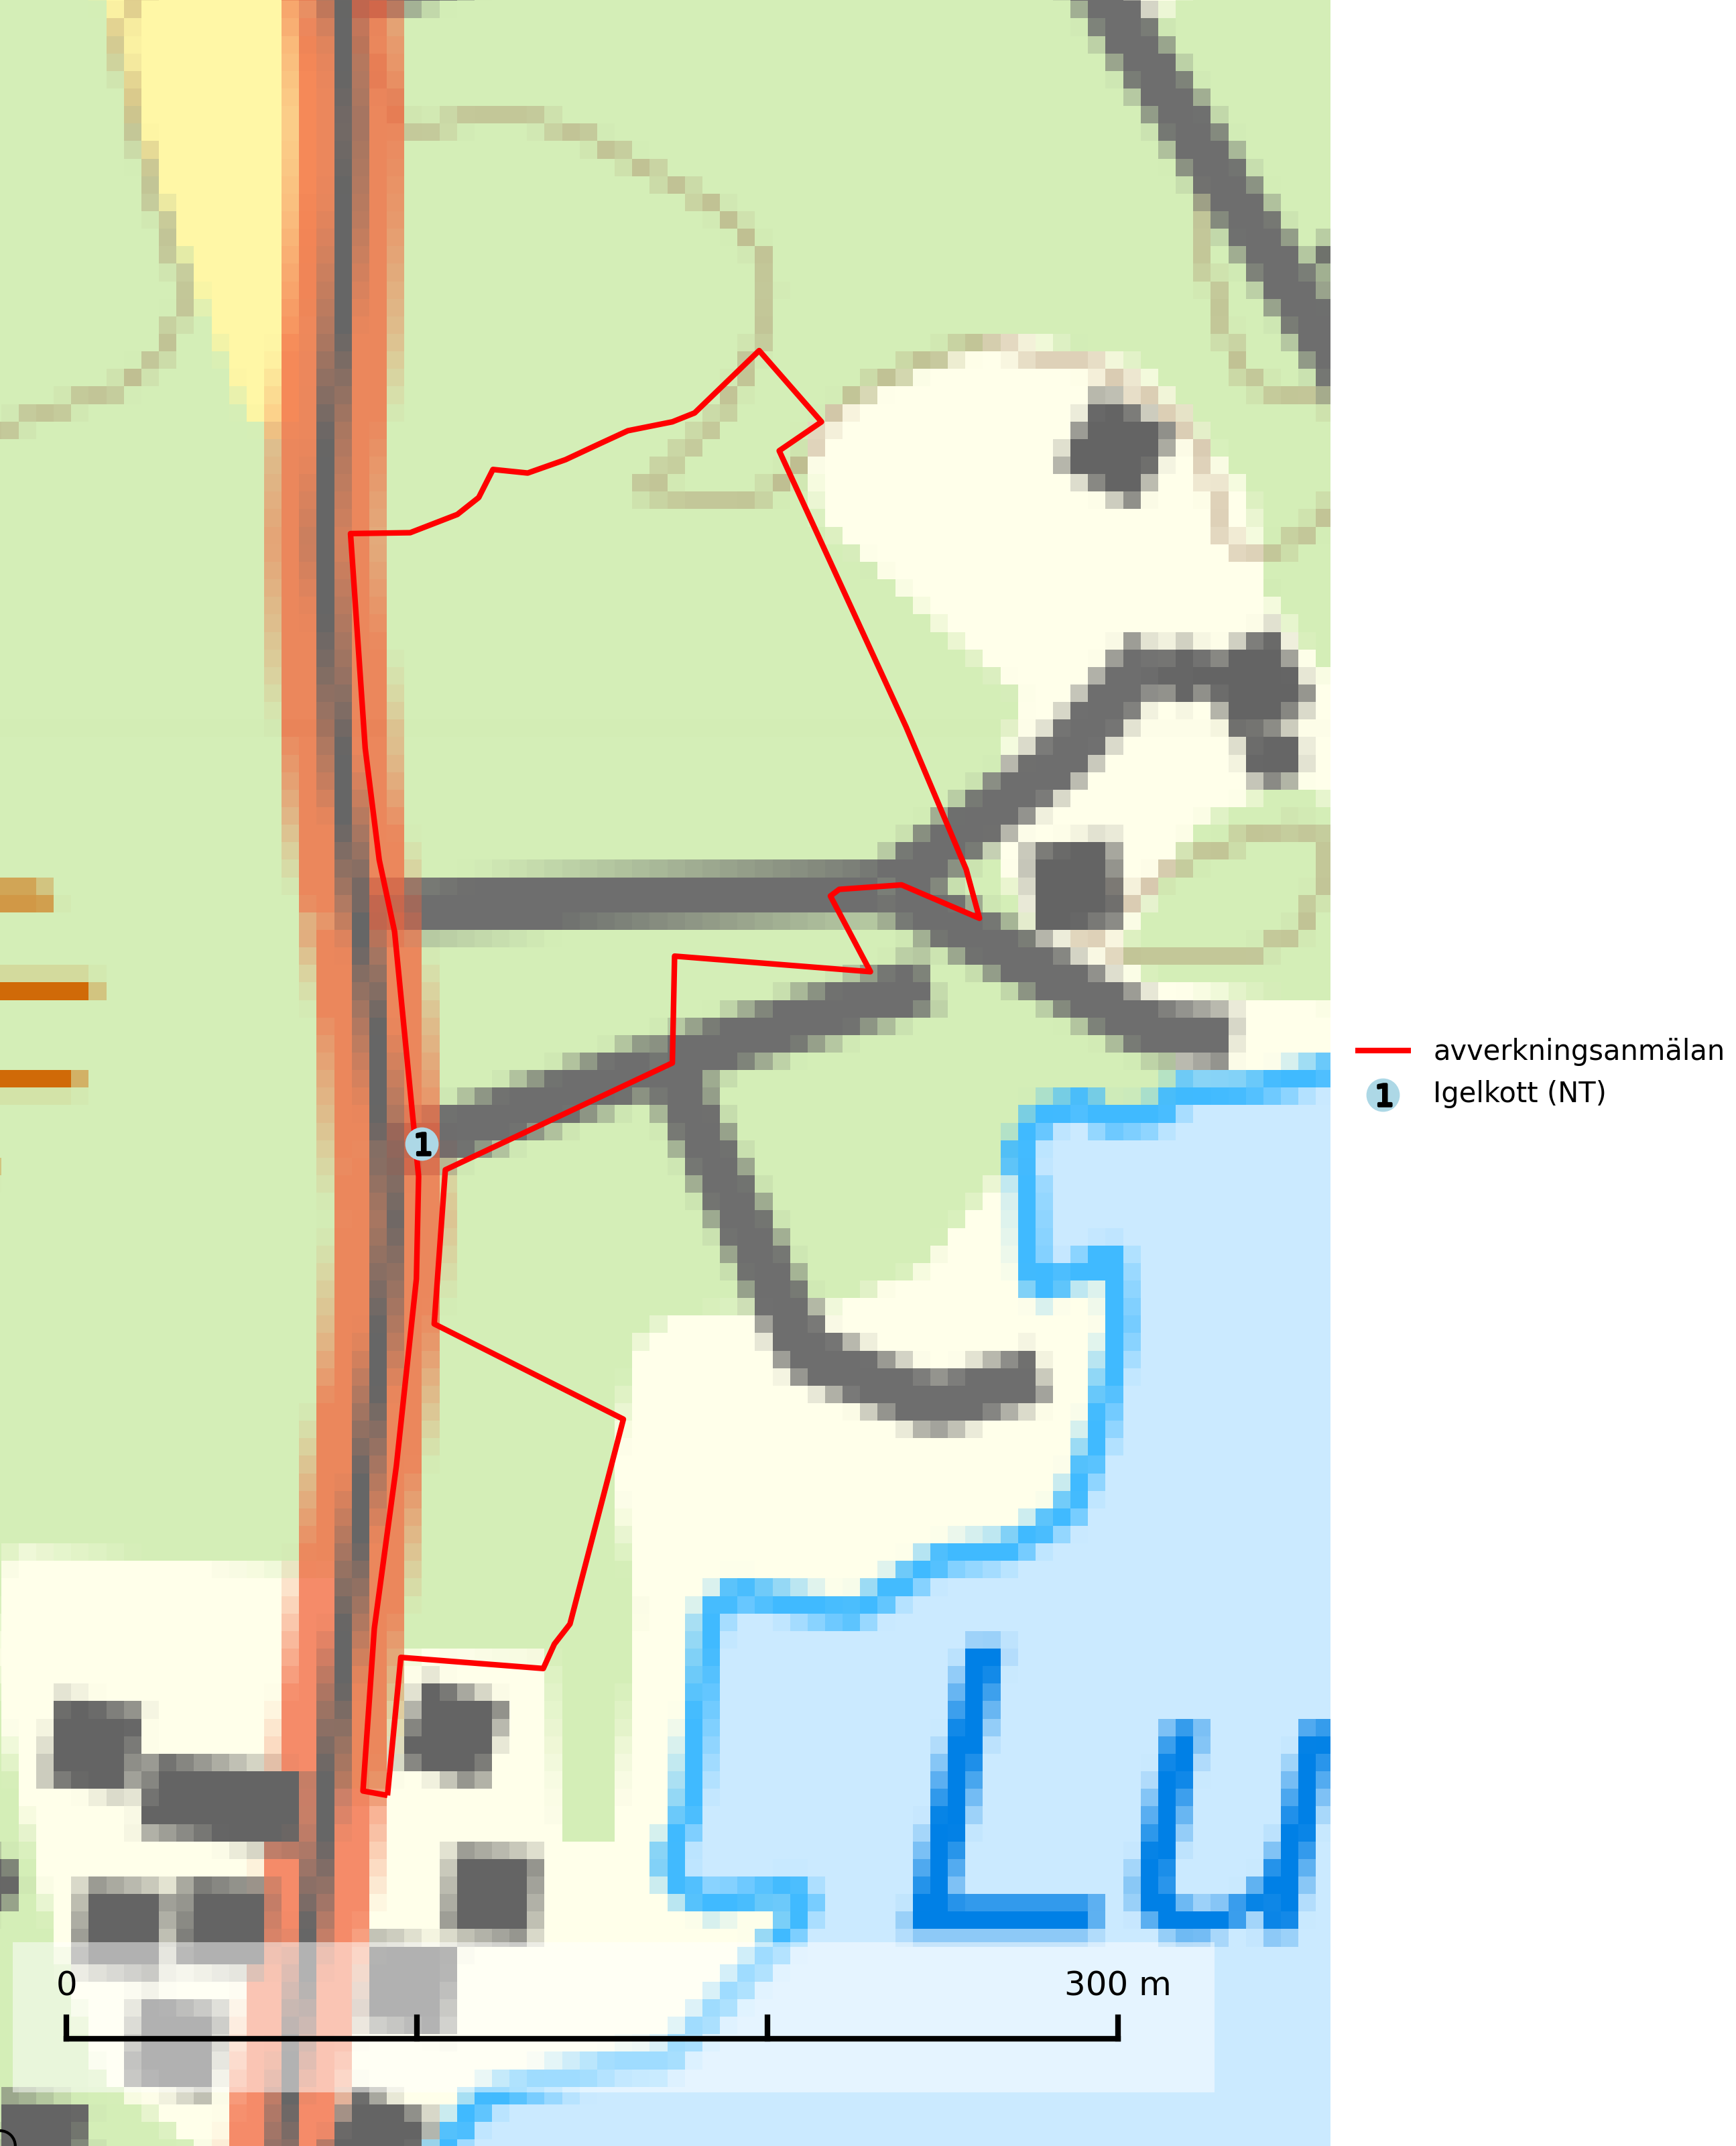 avverkningsanmälan
1 Igelkott (NT)
1
Lu
0 300 m